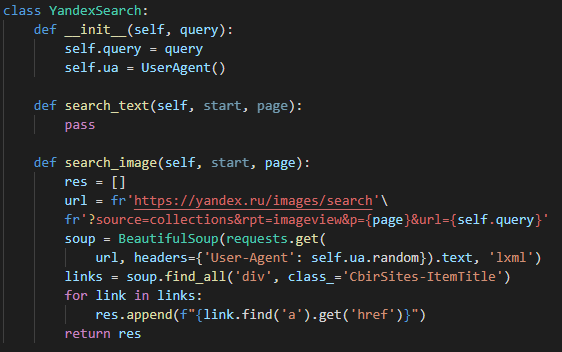 class YandexSearch:
    def __init__(self, query):
        self.query = query
        self.ua = UserAgent()

    def search_text(self, start, page):
        pass

    def search_image(self, start, page):
        res = []
        url = fr'https://yandex.ru/images/search'\
        fr'?source=collections&rpt=imageview&p={page}&url={self.query}'
        soup = BeautifulSoup(requests.get(
            url, headers={'User-Agent': self.ua.random}).text, 'lxml')
        links = soup.find_all('div', class_='CbirSites-ItemTitle')
        for link in links:
            res.append(f"{link.find('a').get('href')}")
        return res